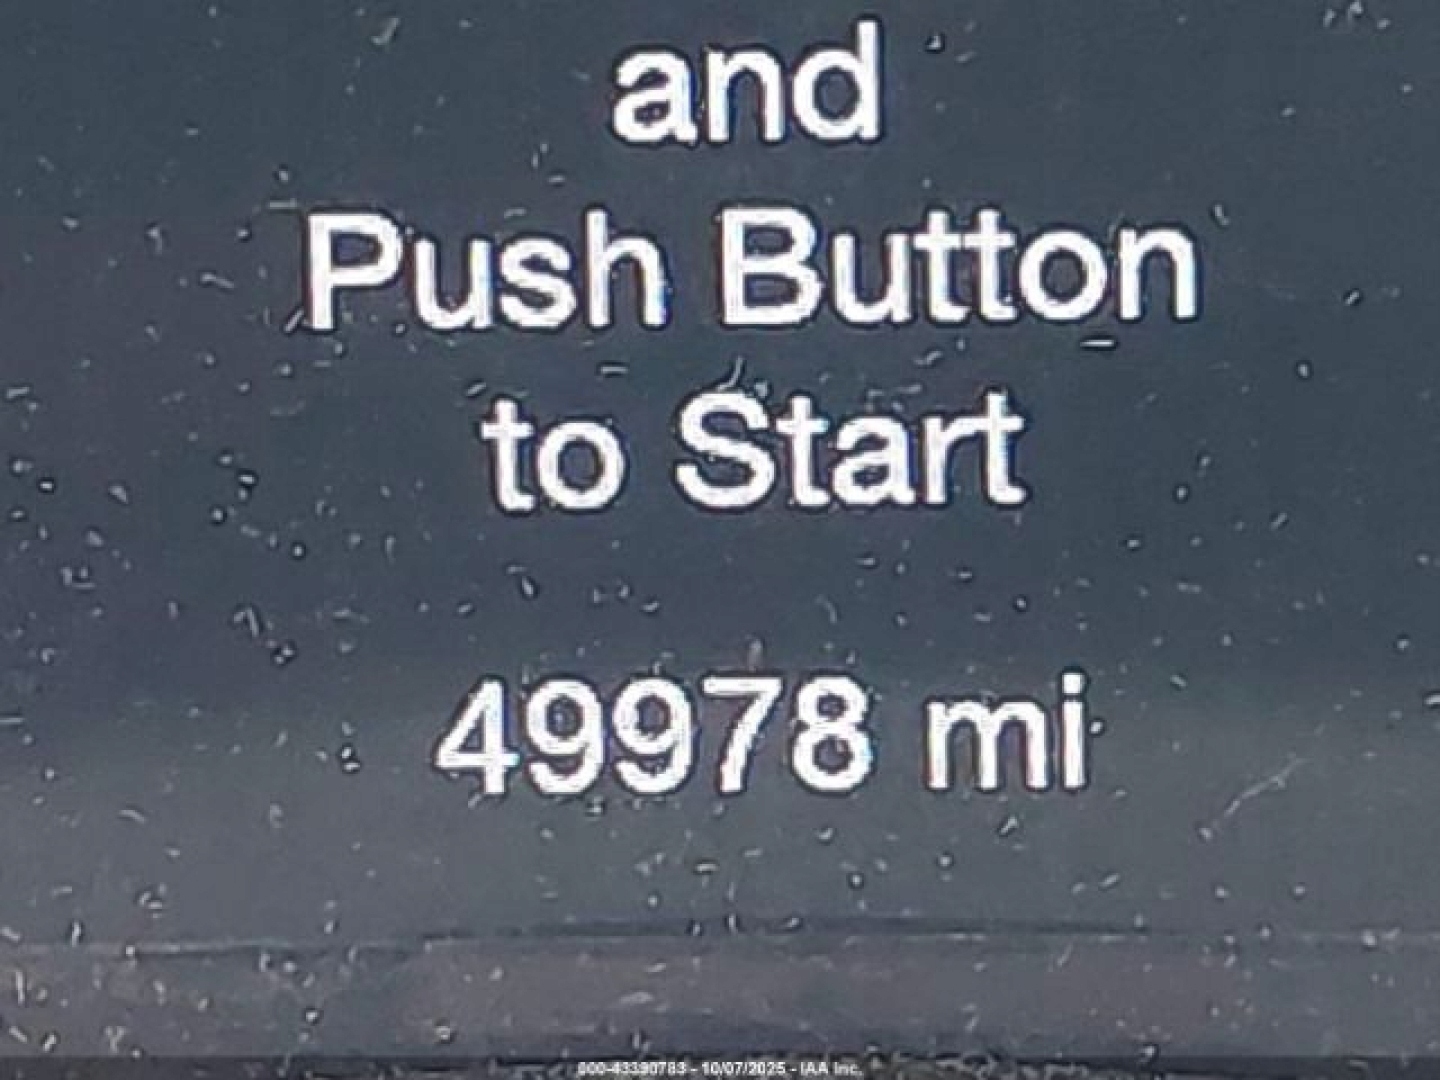 and
Push Button
to Start
49978 mi
000-43390783 - 10/07/2025 - IAA Inc.